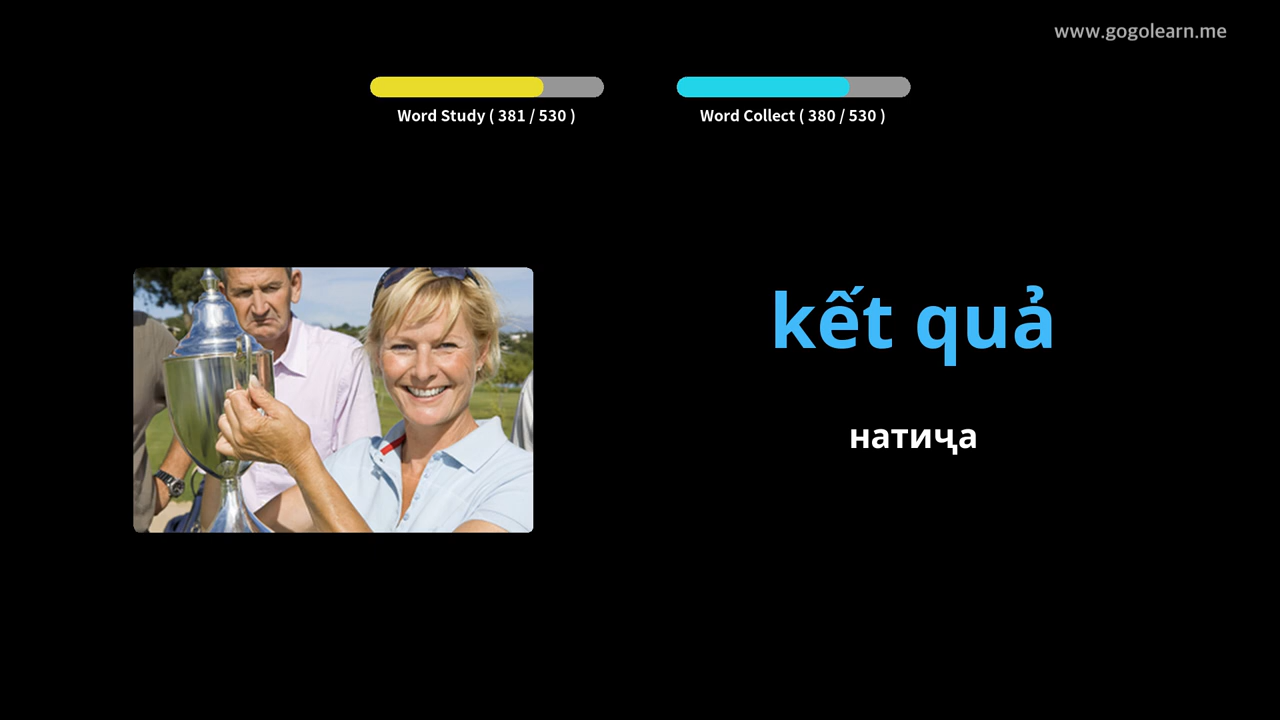 www.gogolearn.me
Word Study ( 381 / 530 )
Word Collect ( 380 / 530 )
kết quả
натиҷа